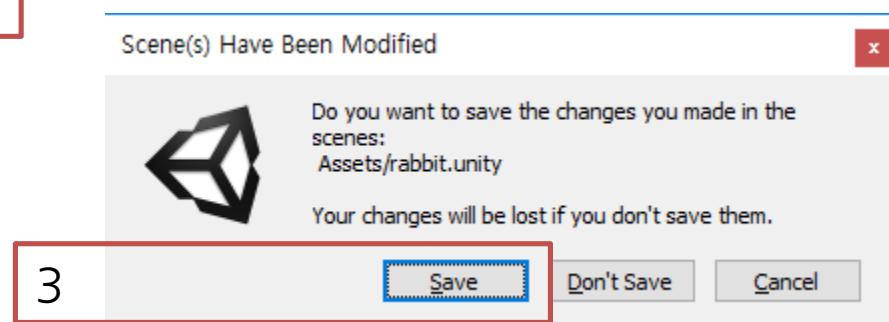 Scene(s) Have Been Modified
x
Do you want to save the changes you made in the
scenes:
Assets/rabbit.unity
Your changes will be lost if you don't save them.
3
Save Don't Save Cancel